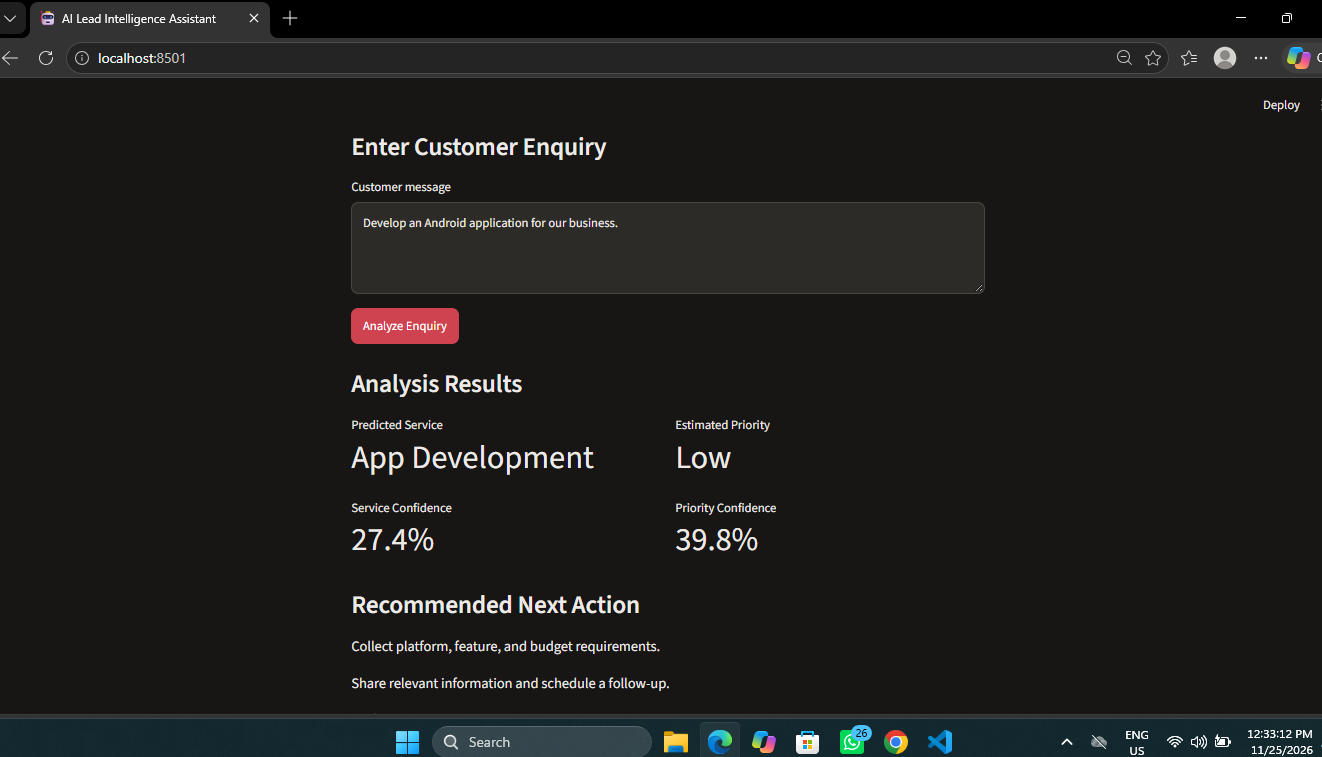 AI Lead Intelligence Assistant
localhost:8501
Deploy
Enter Customer Enquiry
Customer message
Develop an Android application for our business.
Analyze Enquiry
Analysis Results
Predicted Service
Estimated Priority
App Development
Low
Service Confidence
Priority Confidence
27.4%
39.8%
Recommended Next Action
Collect platform, feature, and budget requirements.
Share relevant information and schedule a follow-up.
Search
26
ENG
US
12:33:12 PM
11/25/2026